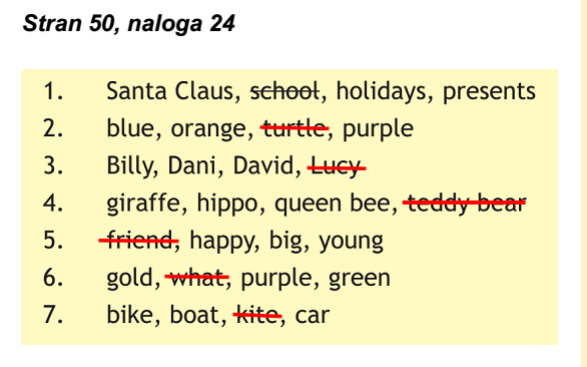 Stran 50, naloga 24
1. Santa Claus, school, holidays, presents
2. blue, orange, turtle, purple
3. Billy, Dani, David, Lucy
4. giraffe, hippo, queen bee, teddy bear
5. friend, happy, big, young
6. gold, what, purple, green
7. bike, boat, kite, car